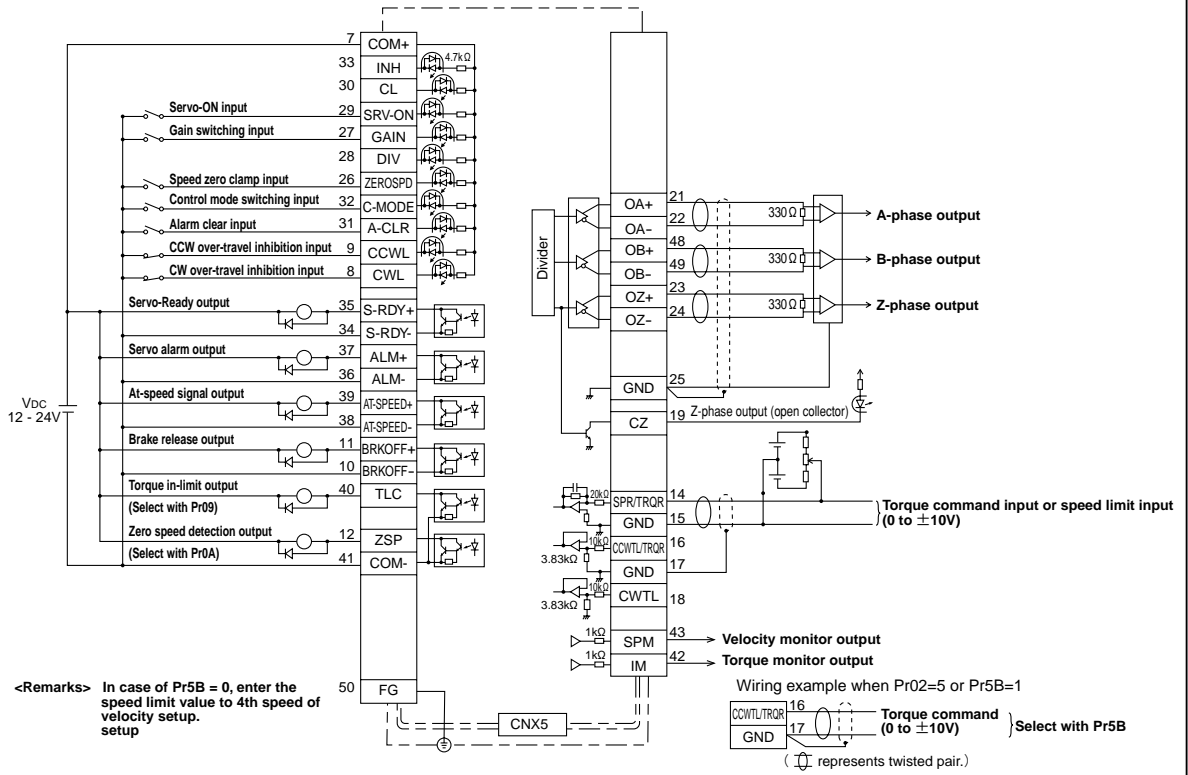 7 COM+
33 INH 4.7kΩ
30 CL
Servo-ON input 29 SRV-ON
Gain switching input 27 GAIN
28 DIV
Speed zero clamp input 26 ZEROSPD
Control mode switching input 32 C-MODE
Alarm clear input 31 A-CLR
CCW over-travel inhibition input 9 CCWL
CW over-travel inhibition input 8 CWL
Servo-Ready output 35 S-RDY+
34 S-RDY-
Servo alarm output 37 ALM+
36 ALM-
At-speed signal output 39 AT-SPEED+
38 AT-SPEED-
Brake release output 11 BRKOFF+
10 BRKOFF-
Torque in-limit output 40 TLC
(Select with Pr09)
Zero speed detection output 12 ZSP
(Select with Pr0A) 41 COM-
VDC
12 - 24V
50 FG
<Remarks> In case of Pr5B = 0, enter the
speed limit value to 4th speed of
velocity setup.
setup
CNX5
Divider
OA+ 21 330Ω A-phase output
OA- 22
OB+ 48 330Ω B-phase output
OB- 49
OZ+ 23 330Ω Z-phase output
OZ- 24
GND 25
CZ 19 Z-phase output (open collector)
20kΩ SPR/TRQR 14 Torque command input or speed limit input
GND 15 (0 to ±10V)
10kΩ CCWTL/TRQR 16
3.83kΩ
GND 17
10kΩ CWTL 18
3.83kΩ
1kΩ SPM 43 Velocity monitor output
1kΩ IM 42 Torque monitor output
Wiring example when Pr02=5 or Pr5B=1
CCWTL/TRQR 16 Torque command
GND 17 (0 to ±10V)
Select with Pr5B
( represents twisted pair.)